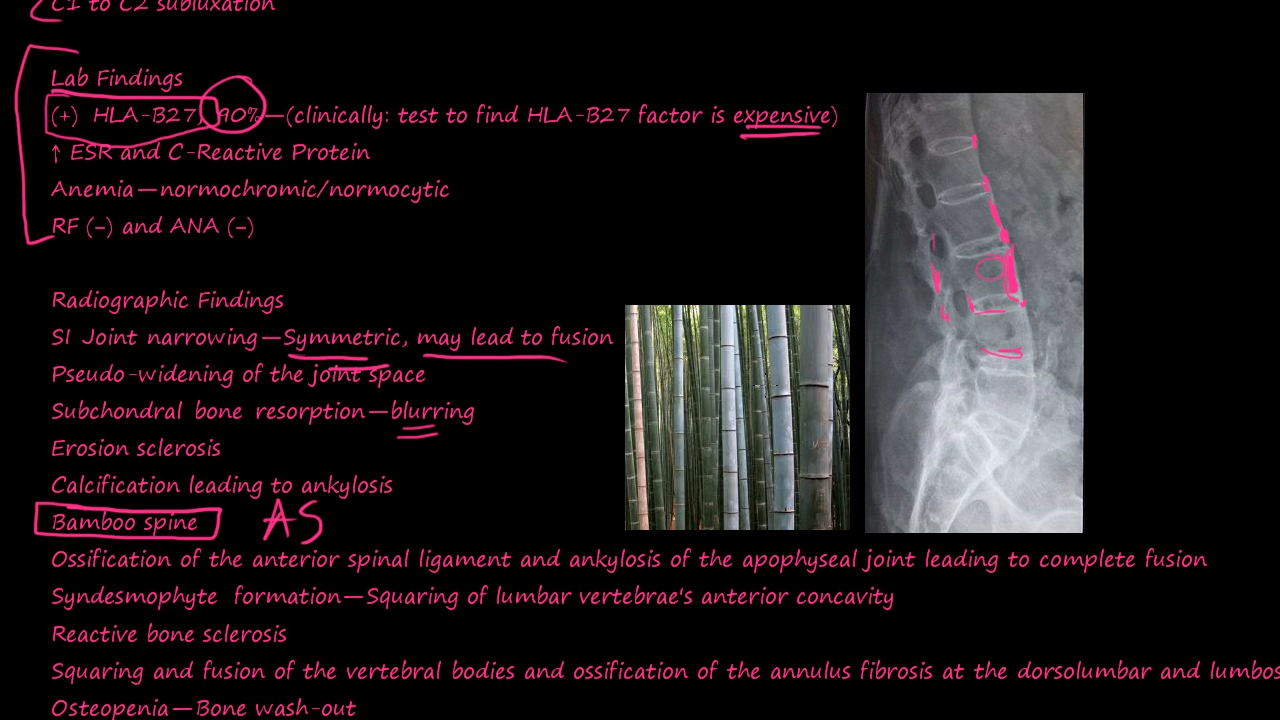 C1 to C2 subluxation
Lab Findings
(+) HLA-B27, 90%—(clinically: test to find HLA-B27 factor is expensive)
↑ ESR and C-Reactive Protein
Anemia—normochromic/normocytic
RF (-) and ANA (-)
Radiographic Findings
SI Joint narrowing—Symmetric, may lead to fusion
Pseudo-widening of the joint space
Subchondral bone resorption—blurring
Erosion sclerosis
Calcification leading to ankylosis
Bamboo spine AS
Ossification of the anterior spinal ligament and ankylosis of the apophyseal joint leading to complete fusion
Syndesmophyte formation—Squaring of lumbar vertebrae's anterior concavity
Reactive bone sclerosis
Squaring and fusion of the vertebral bodies and ossification of the annulus fibrosis at the dorsolumbar and lumbos
Osteopenia—Bone wash-out